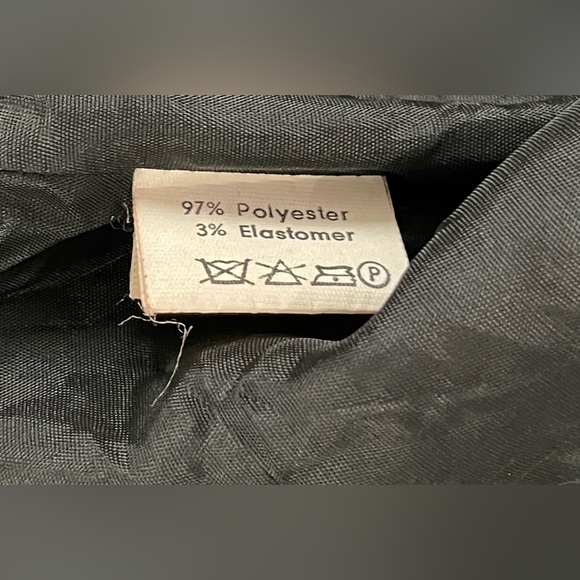 97% Polyester
3% Elastomer
P